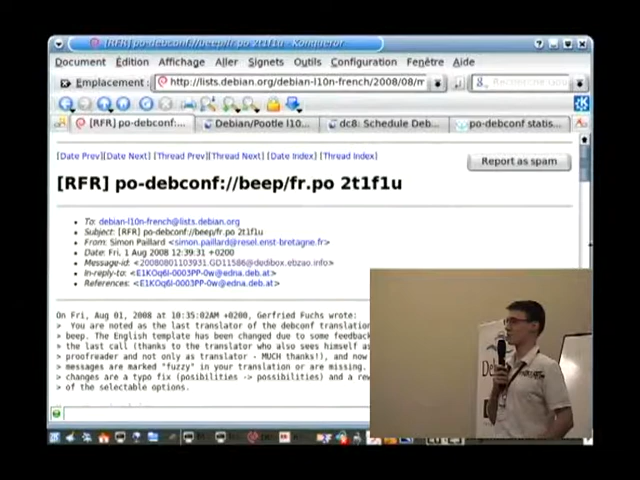 [RFR] po-debconf://beep/fr.po 2t1f1u - Konqueror
Document Édition Affichage Aller Signets Outils Configuration Fenêtre Aide
Emplacement : http://lists.debian.org/debian-l10n-french/2008/08/m
[RFR] po-debconf:... Debian/Pootle l10... dc8: Schedule Deb... po-debconf statis...
[Date Prev][Date Next] [Thread Prev][Thread Next] [Date Index] [Thread Index]
Report as spam
[RFR] po-debconf://beep/fr.po 2t1f1u
To: debian-l10n-french@lists.debian.org
Subject: [RFR] po-debconf://beep/fr.po 2t1f1u
From: Simon Paillard <simon.paillard@resel.enst-bretagne.fr>
Date: Fri, 1 Aug 2008 12:39:31 +0200
Message-id: <20080801103931.GD11586@dedibox.ebzao.info>
In-reply-to: <E1KOq6l-0003PP-0w@edna.deb.at>
References: <E1KOq6l-0003PP-0w@edna.deb.at>
On Fri, Aug 01, 2008 at 10:35:02AM +0200, Gerfried Fuchs wrote:
> You are noted as the last translator of the debconf translation
> beep. The English template has been changed due to some feedback
> the last call (thanks to the translator who also sees himself as
> proofreader and not only as translator - MUCH thanks!), and now
> messages are marked "fuzzy" in your translation or are missing.
> changes are a typo fix (posibilities -> possibilities) and a
> of the selectable options.